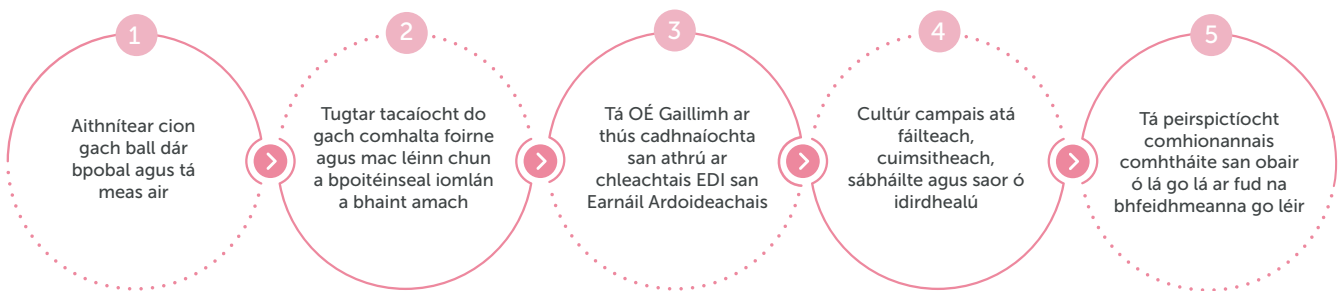 1
Aithnítear cion
gach ball dár
bpobal agus tá
meas air
2
Tugtar tacaíocht do
gach comhalta foirne
agus mac léinn chun
a bpoitéinseal iomlán
a bhaint amach
3
Tá OÉ Gaillimh ar
thús cadhnaíochta
san athrú ar
chleachtais EDI san
Earnáil Ardoideachais
4
Cultúr campais atá
fáilteach,
cuimsitheach,
sábháilte agus saor ó
idirdhealú
5
Tá peirspictíocht
comhionannais
comhtháite san obair
ó lá go lá ar fud na
bhfeidhmeanna go léir